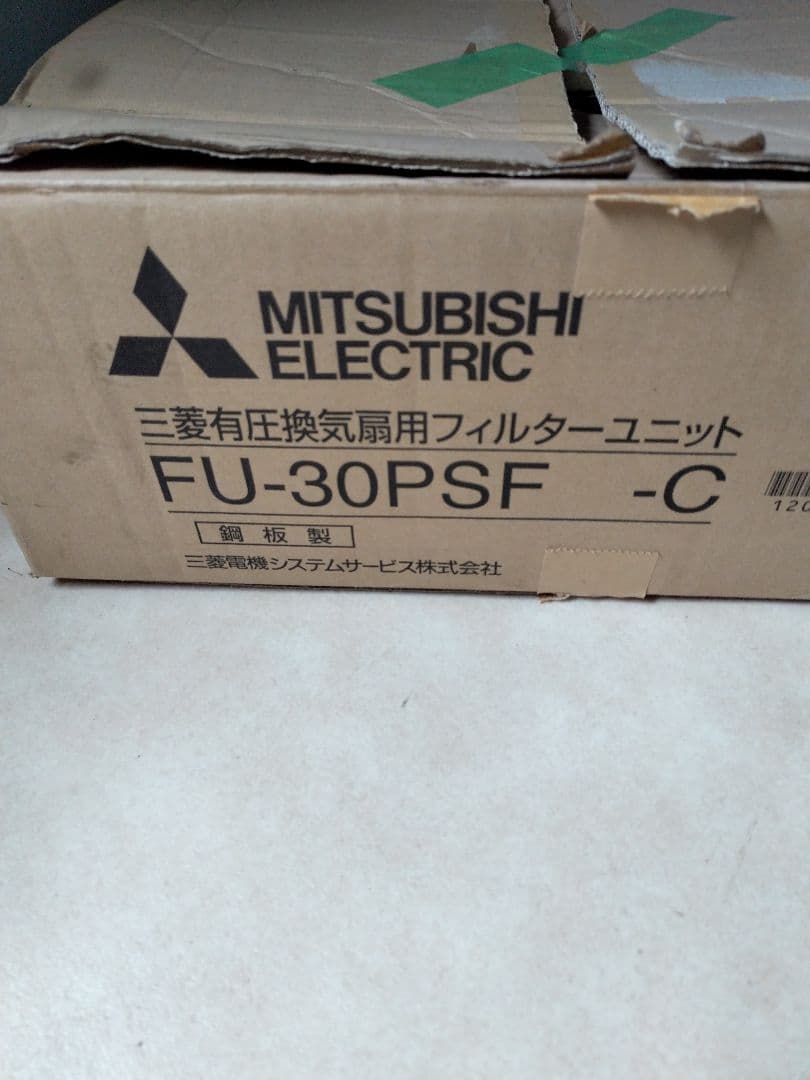 MITSUBISHI
ELECTRIC
三菱有圧換気扇用フィルターユニット
FU-30PSF -C
120
鋼板製
三菱電機システムサービス株式会社